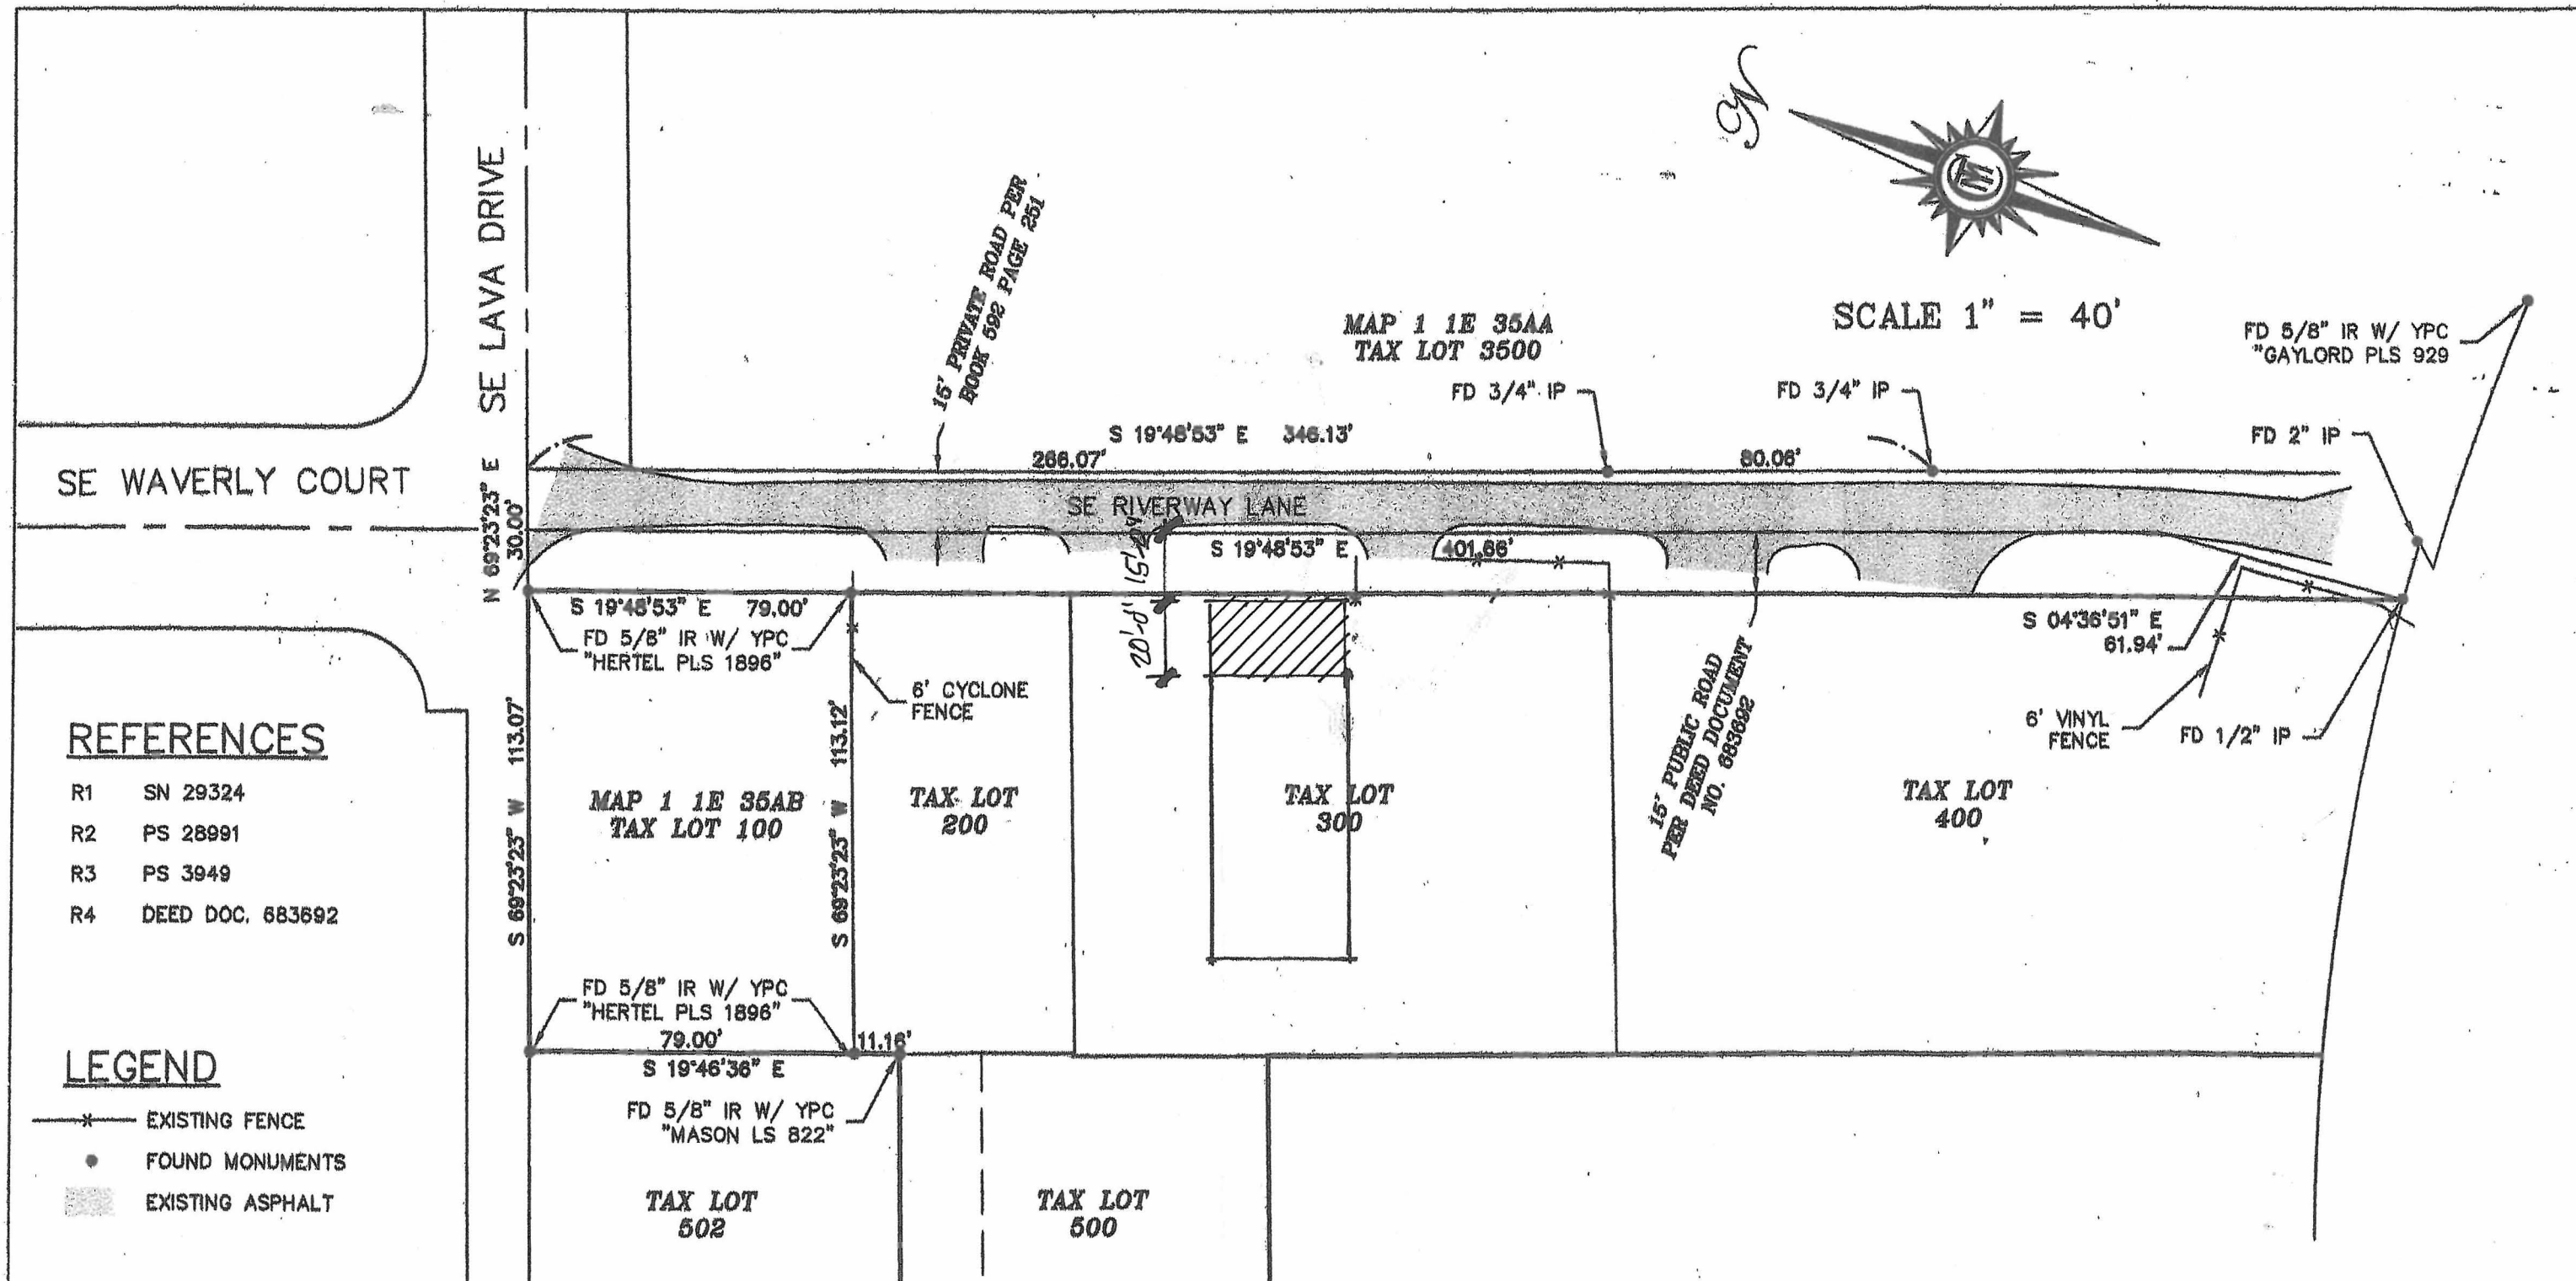 N
SCALE 1" = 40'
SE LAVA DRIVE
SE WAVERLY COURT
N 69°23'23" E
30.00'
15' PRIVATE ROAD PER
BOOK 592 PAGE 251
MAP 1 1E 35AA
TAX LOT 3500
FD 3/4" IP
FD 3/4" IP
FD 5/8" IR W/ YPC
"GAYLORD PLS 929
FD 2" IP
S 19°48'53" E 346.13'
266.07'
80.06'
SE RIVERWAY LANE
S 19°48'53" E
401.66'
20'-0"
S 19°48'53" E 79.00'
FD 5/8" IR W/ YPC
"HERTEL PLS 1896"
6' CYCLONE
FENCE
S 69°23'23" W 113.07'
S 69°23'23" W 113.12'
MAP 1 1E 35AB
TAX LOT 100
TAX LOT
200
TAX LOT
300
15' PUBLIC ROAD
PER DEED DOCUMENT
NO. 683692
TAX LOT
400
S 04°36'51" E
61.94'
6' VINYL
FENCE
FD 1/2" IP
REFERENCES
R1 SN 29324
R2 PS 28991
R3 PS 3949
R4 DEED DOC. 683692
FD 5/8" IR W/ YPC
"HERTEL PLS 1896"
79.00'
11.16'
S 19°46'36" E
FD 5/8" IR W/ YPC
"MASON LS 822"
LEGEND
EXISTING FENCE
FOUND MONUMENTS
EXISTING ASPHALT
TAX LOT
502
TAX LOT
500